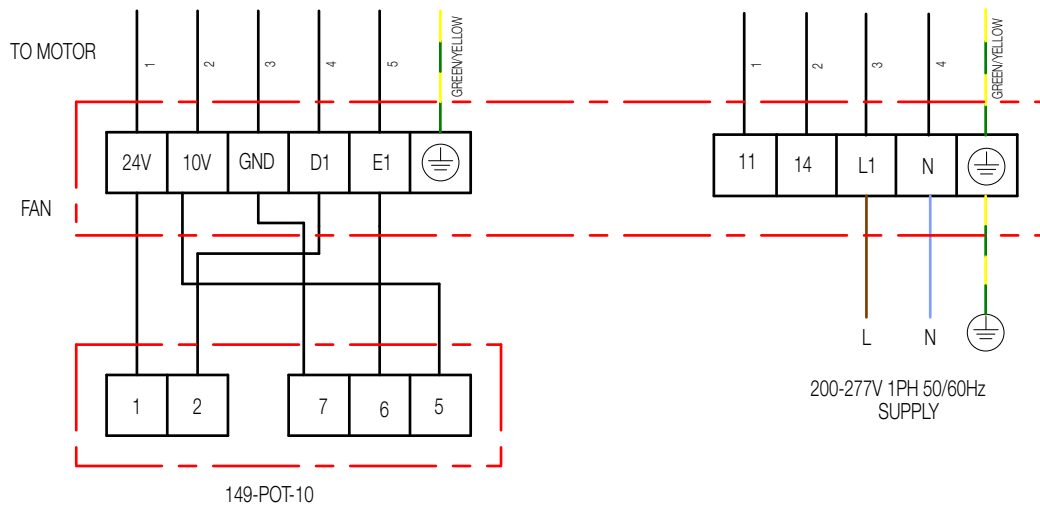 TO MOTOR
1 2 3 4 5 GREEN/YELLOW
1 2 3 4 GREEN/YELLOW
24V 10V GND D1 E1
11 14 L1 N
FAN
L N
1 2 7 6 5
200-277V 1PH 50/60Hz
SUPPLY
149-POT-10